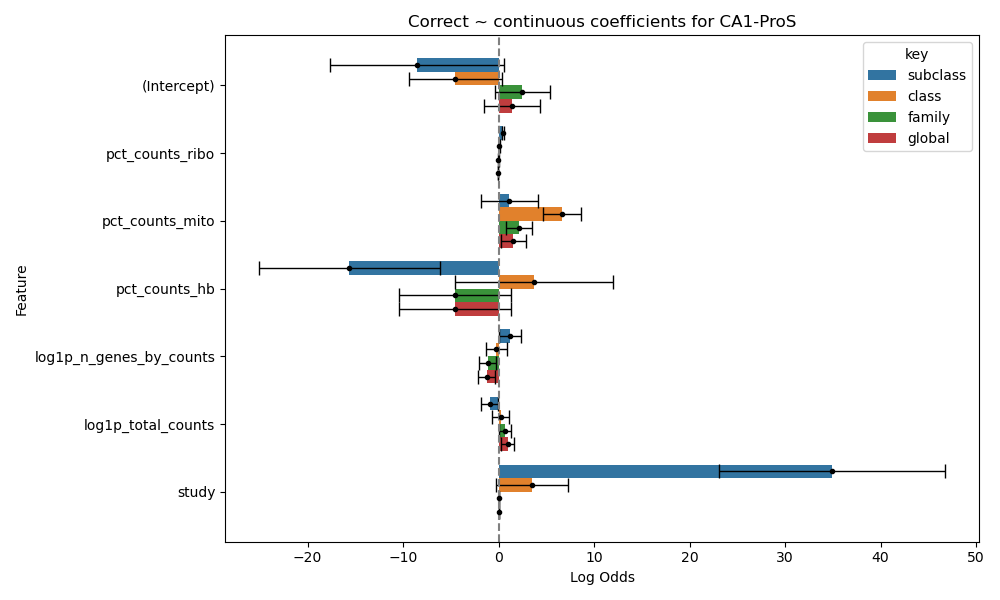 Correct ~ continuous coefficients for CA1-ProS
key
subclass
class
family
global
Feature
(Intercept)
pct_counts_ribo
pct_counts_mito
pct_counts_hb
log1p_n_genes_by_counts
log1p_total_counts
study
−20 −10 0 10 20 30 40 50
Log Odds